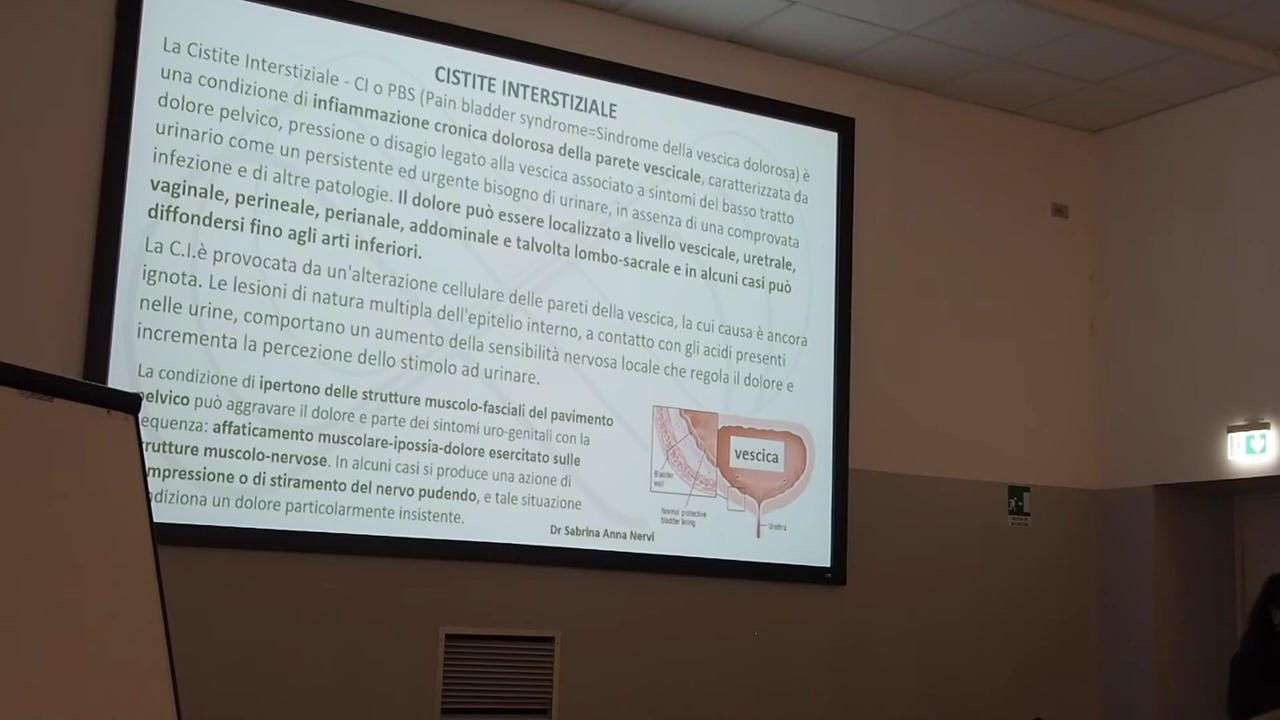 CISTITE INTERSTIZIALE
La Cistite Interstiziale - CI o PBS (Pain bladder syndrome=Sindrome della vescica dolorosa) è
una condizione di infiammazione cronica dolorosa della parete vescicale, caratterizzata da
dolore pelvico, pressione o disagio legato alla vescica associato a sintomi del basso tratto
urinario come un persistente ed urgente bisogno di urinare, in assenza di una comprovata
infezione e di altre patologie. Il dolore può essere localizzato a livello vescicale, uretrale,
vaginale, perineale, perianale, addominale e talvolta lombo-sacrale e in alcuni casi può
diffondersi fino agli arti inferiori.
La C.I.è provocata da un'alterazione cellulare delle pareti della vescica, la cui causa è ancora
ignota. Le lesioni di natura multipla dell'epitelio interno, a contatto con gli acidi presenti
nelle urine, comportano un aumento della sensibilità nervosa locale che regola il dolore e
incrementa la percezione dello stimolo ad urinare.
La condizione di ipertono delle strutture muscolo-fasciali del pavimento
pelvico può aggravare il dolore e parte dei sintomi uro-genitali con la
equenza: affaticamento muscolare-ipossia-dolore esercitato sulle
rutture muscolo-nervose. In alcuni casi si produce una azione di
mpressione o di stiramento del nervo pudendo, e tale situazione
ndiziona un dolore particolarmente insistente.
vescica
Bladder
wall
Normal protective
bladder lining
Urethra
Dr Sabrina Anna Nervi